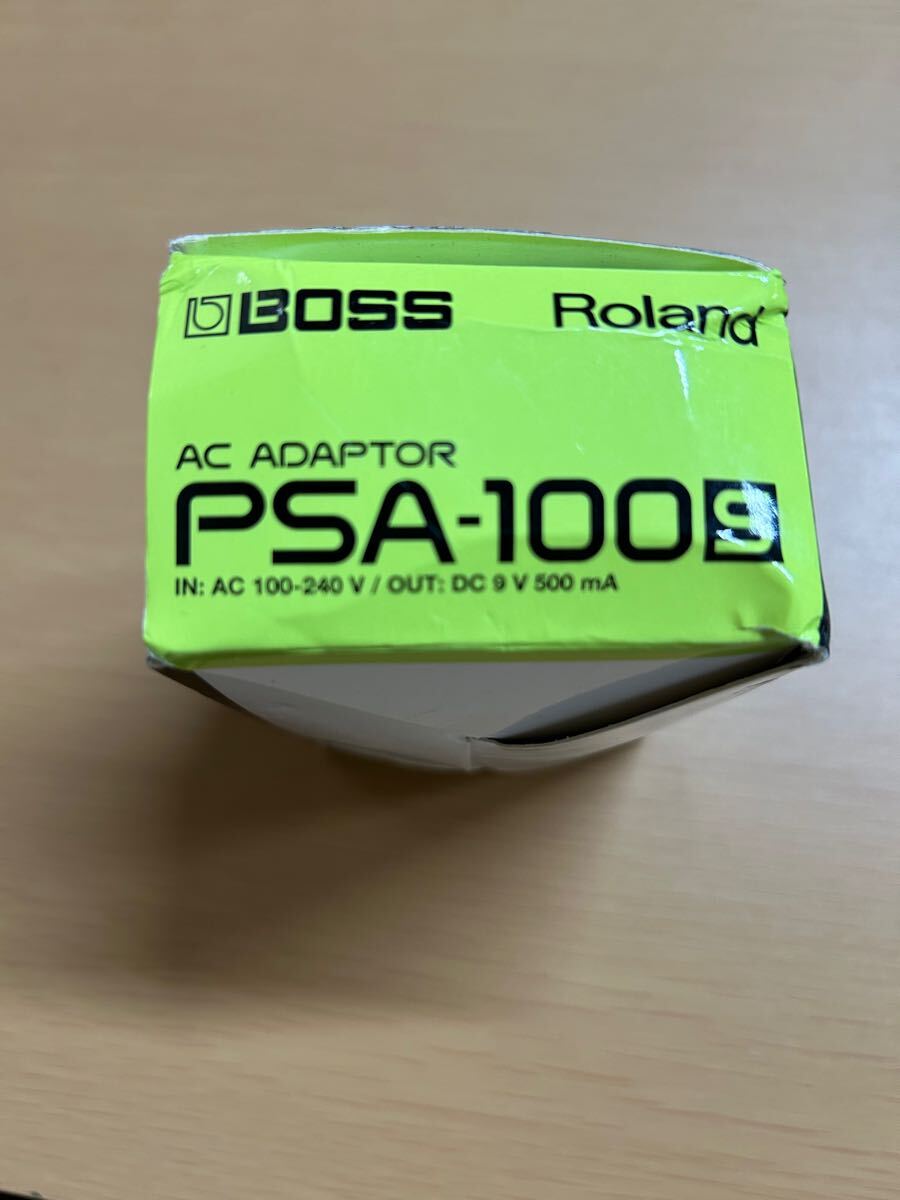 BOSS Roland
AC ADAPTOR
PSA-100S
IN: AC 100-240 V / OUT: DC 9 V 500 mA